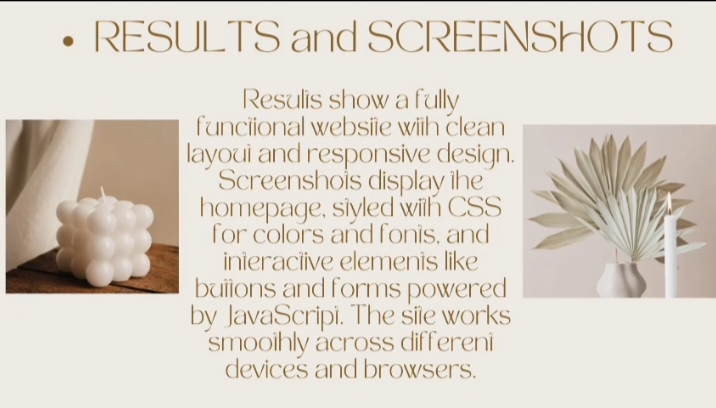 • RESULTS and SCREENSHOTS
Results show a fully
functional website with clean
layout and responsive design.
Screenshots display the
homepage, styled with CSS
for colors and fonts, and
interactive elements like
buttons and forms powered
by JavaScript. The site works
smoothly across different
devices and browsers.